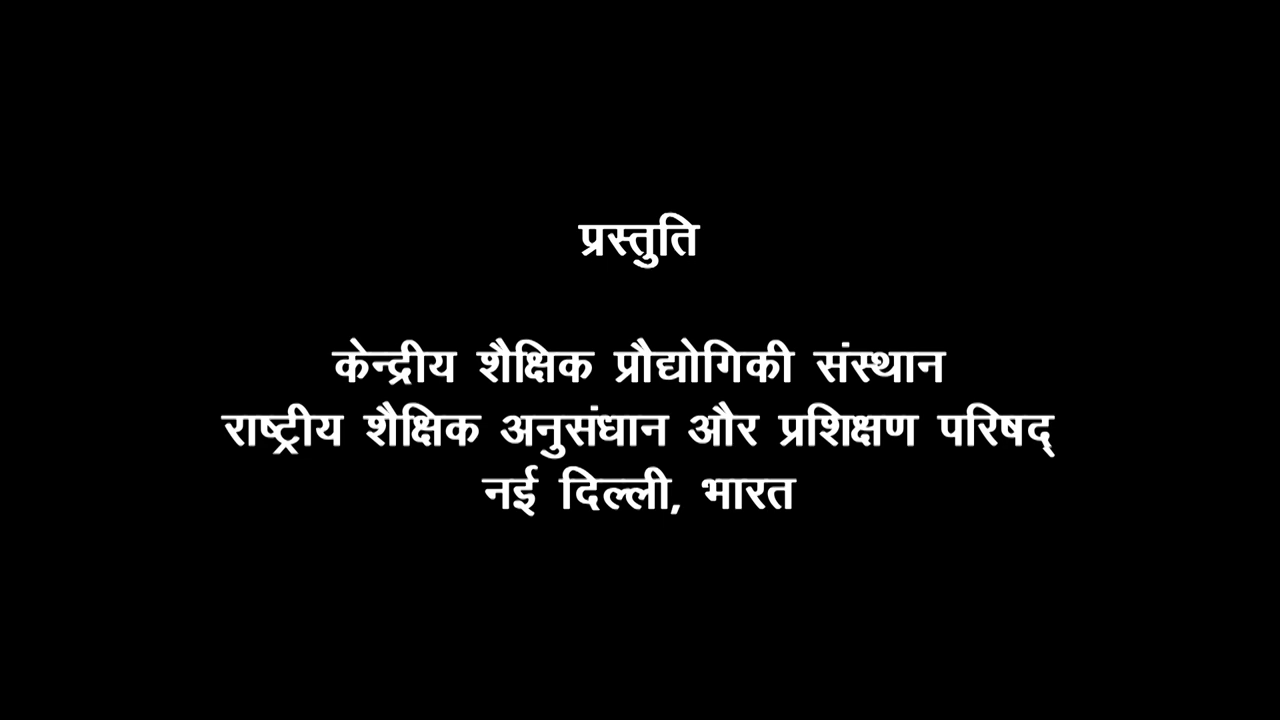 प्रस्तुति
केन्द्रीय शैक्षिक प्रौद्योगिकी संस्थान
राष्ट्रीय शैक्षिक अनुसंधान और प्रशिक्षण परिषद्
नई दिल्ली, भारत